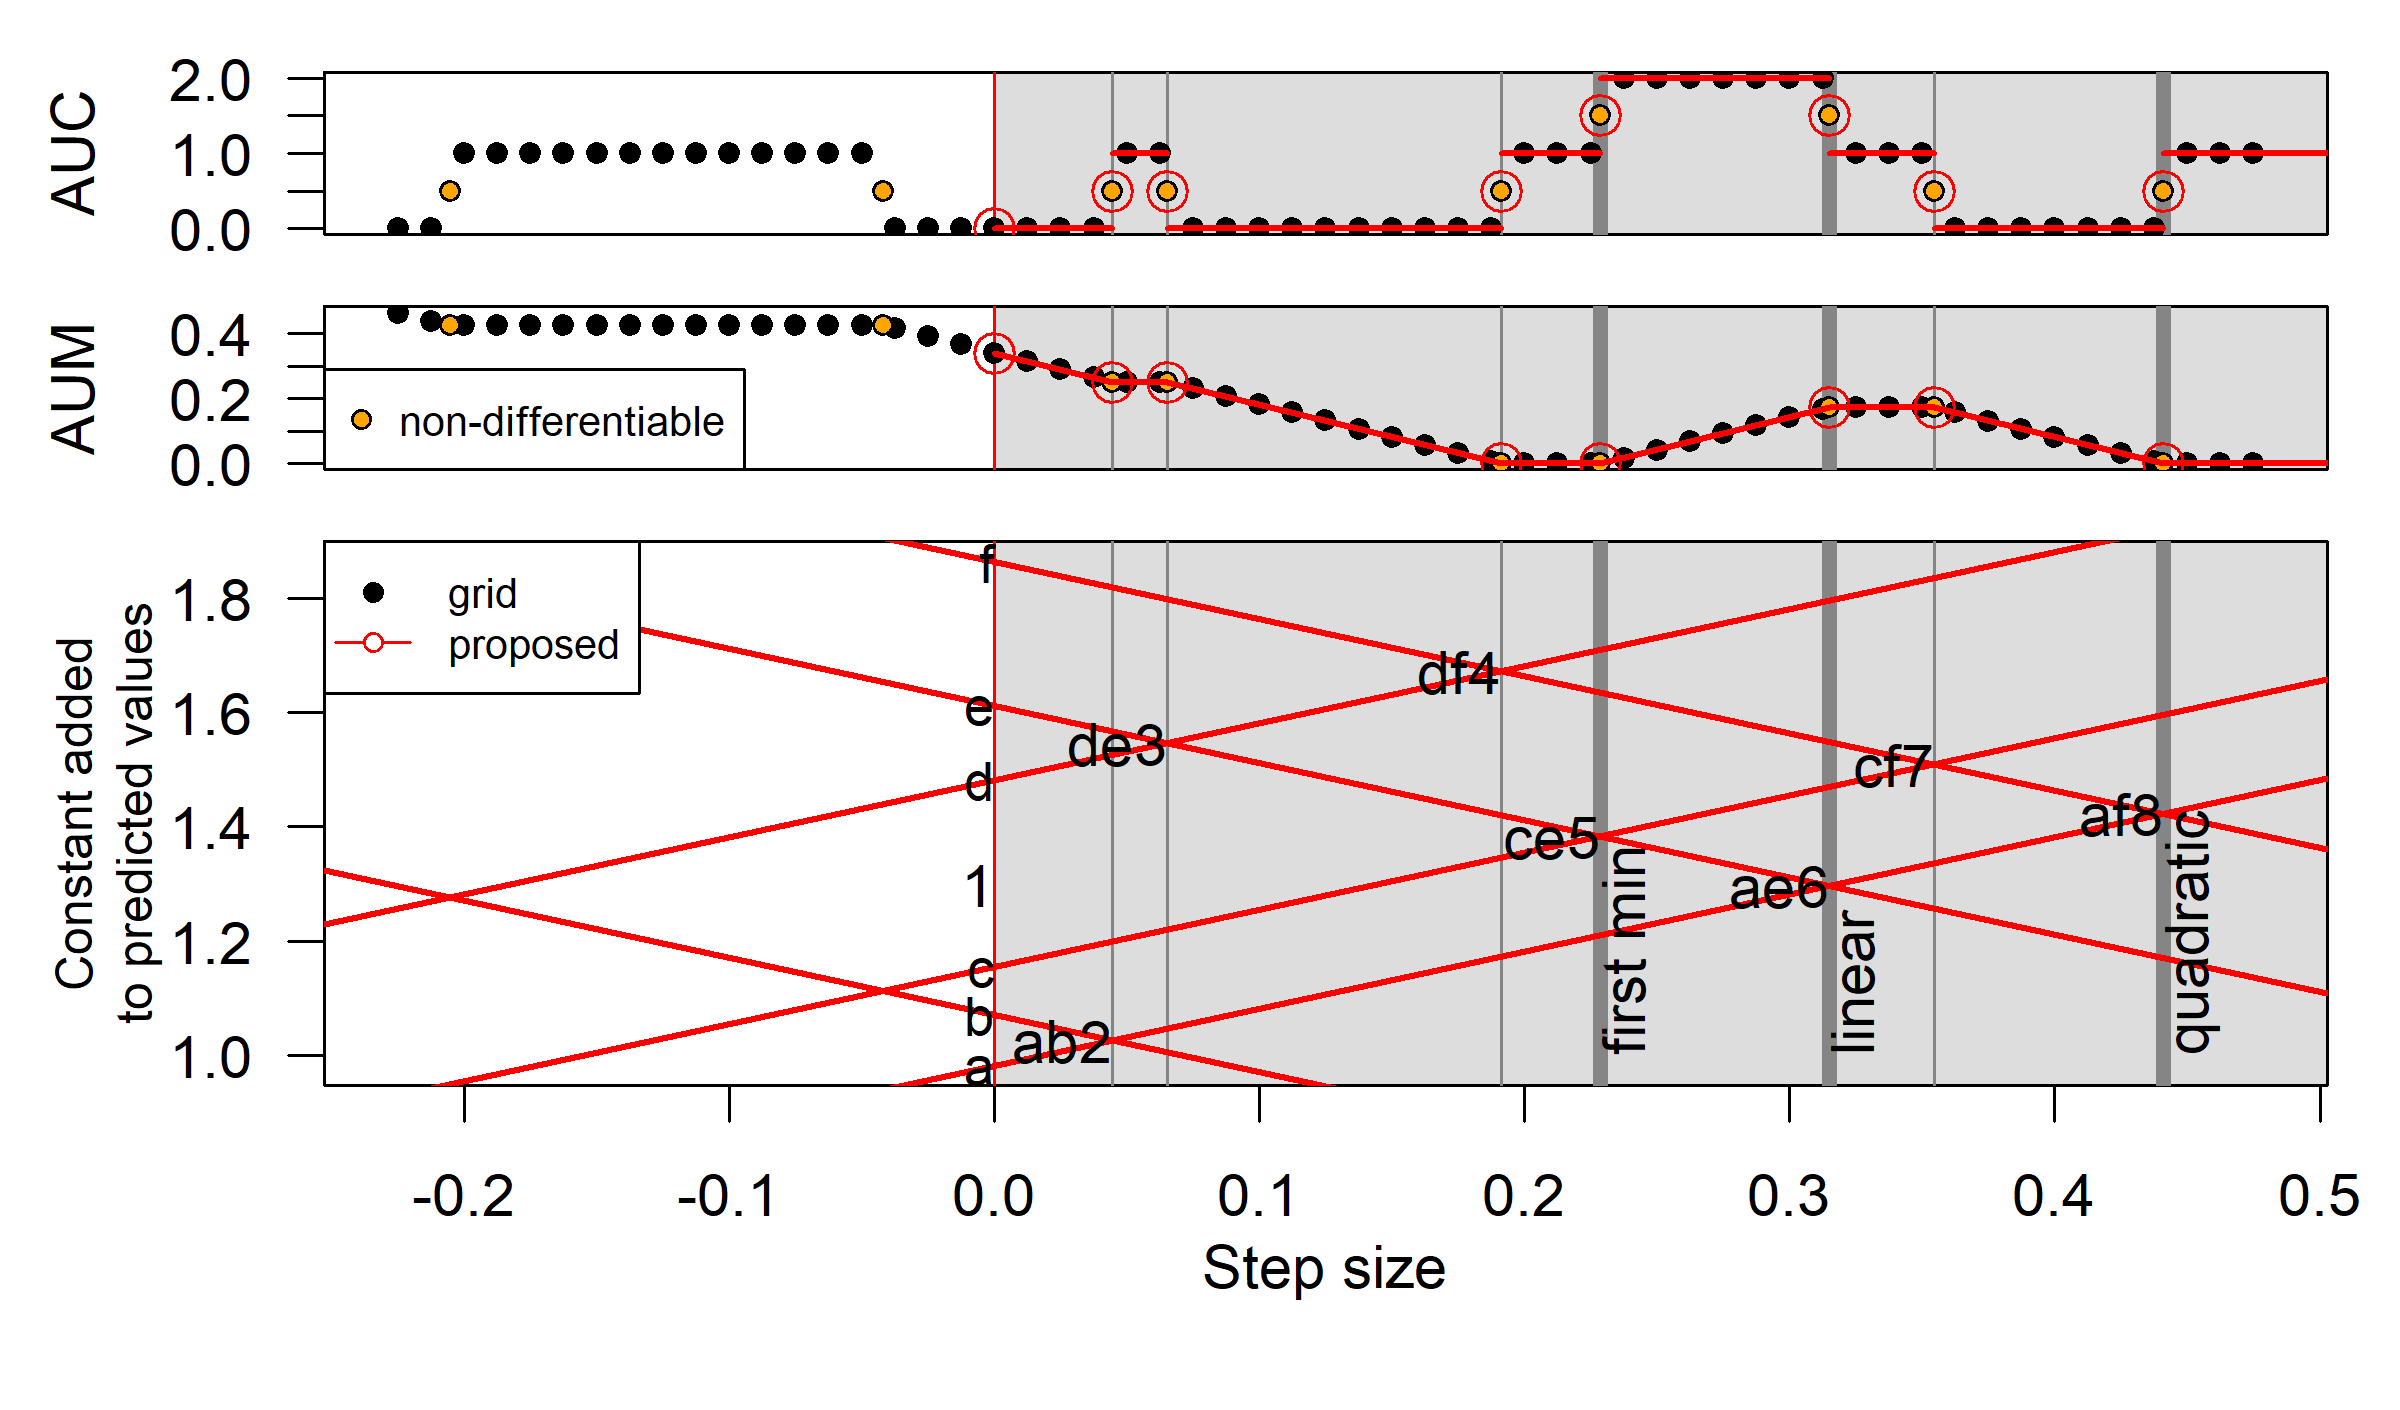 AUC
2.0
1.0
0.0
AUM
0.4
0.2
0.0
non-differentiable
Constant added
to predicted values
1.8
1.6
1.4
1.2
1.0
grid
proposed
f
e
d
1
c
b
a
ab2
de3
df4
ce5
ae6
cf7
af8
first min
linear
quadratic
-0.2
-0.1
0.0
0.1
0.2
0.3
0.4
0.5
Step size